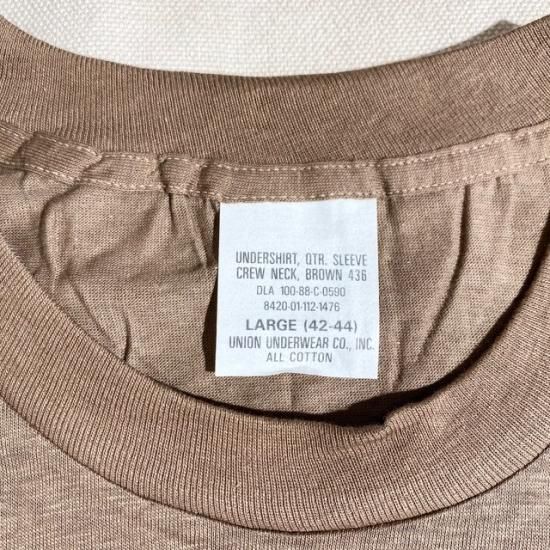 UNDERSHIRT, QTR. SLEEVE
CREW NECK, BROWN 436
DLA 100-88-C-0590
8420-01-112-1476
LARGE (42-44)
UNION UNDERWEAR CO., INC.
ALL COTTON